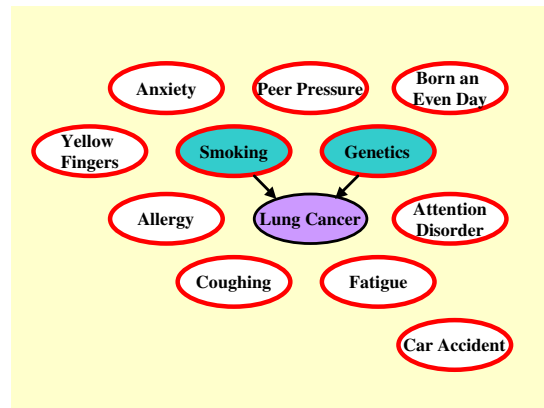 Anxiety
Peer Pressure
Born an
Even Day
Yellow
Fingers
Smoking
Genetics
Allergy
Lung Cancer
Attention
Disorder
Coughing
Fatigue
Car Accident